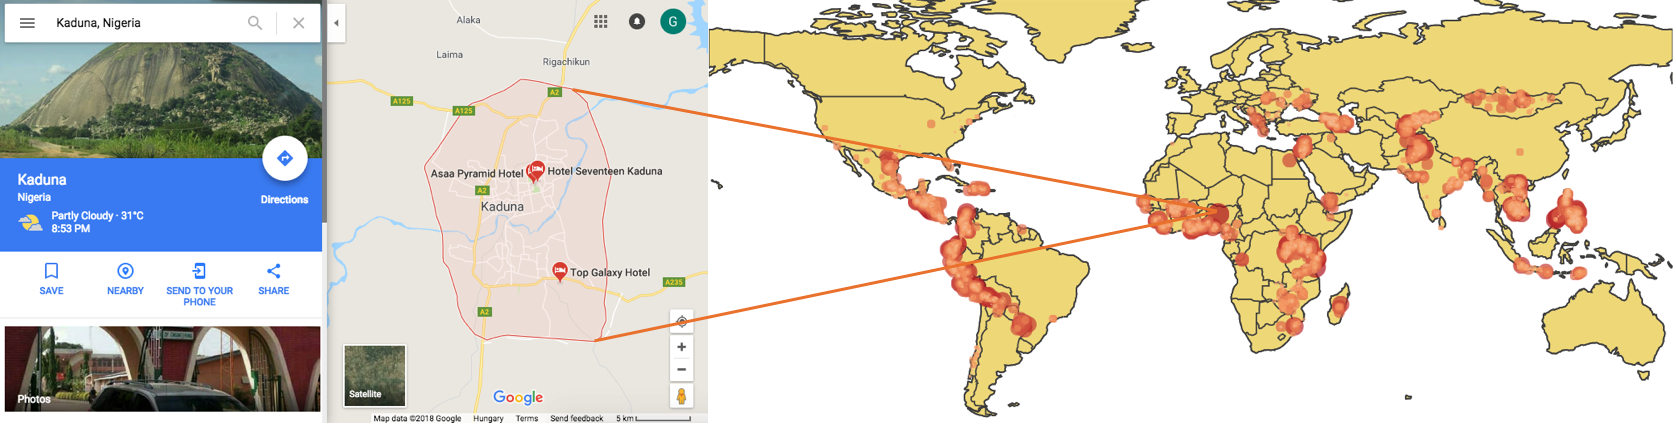 Kaduna, Nigeria
Kaduna
Nigeria
Directions
Partly Cloudy · 31°C
8:53 PM
SAVE
NEARBY
SEND TO YOUR
PHONE
SHARE
Photos
Alaka
G
Laima
Rigachikun
A2
A125
A125
Asaa Pyramid Hotel
Hotel Seventeen Kaduna
A2
Kaduna
Top Galaxy Hotel
A235
A2
Satellite
Google
Map data ©2018 Google
Hungary
Terms
Send feedback
5 km